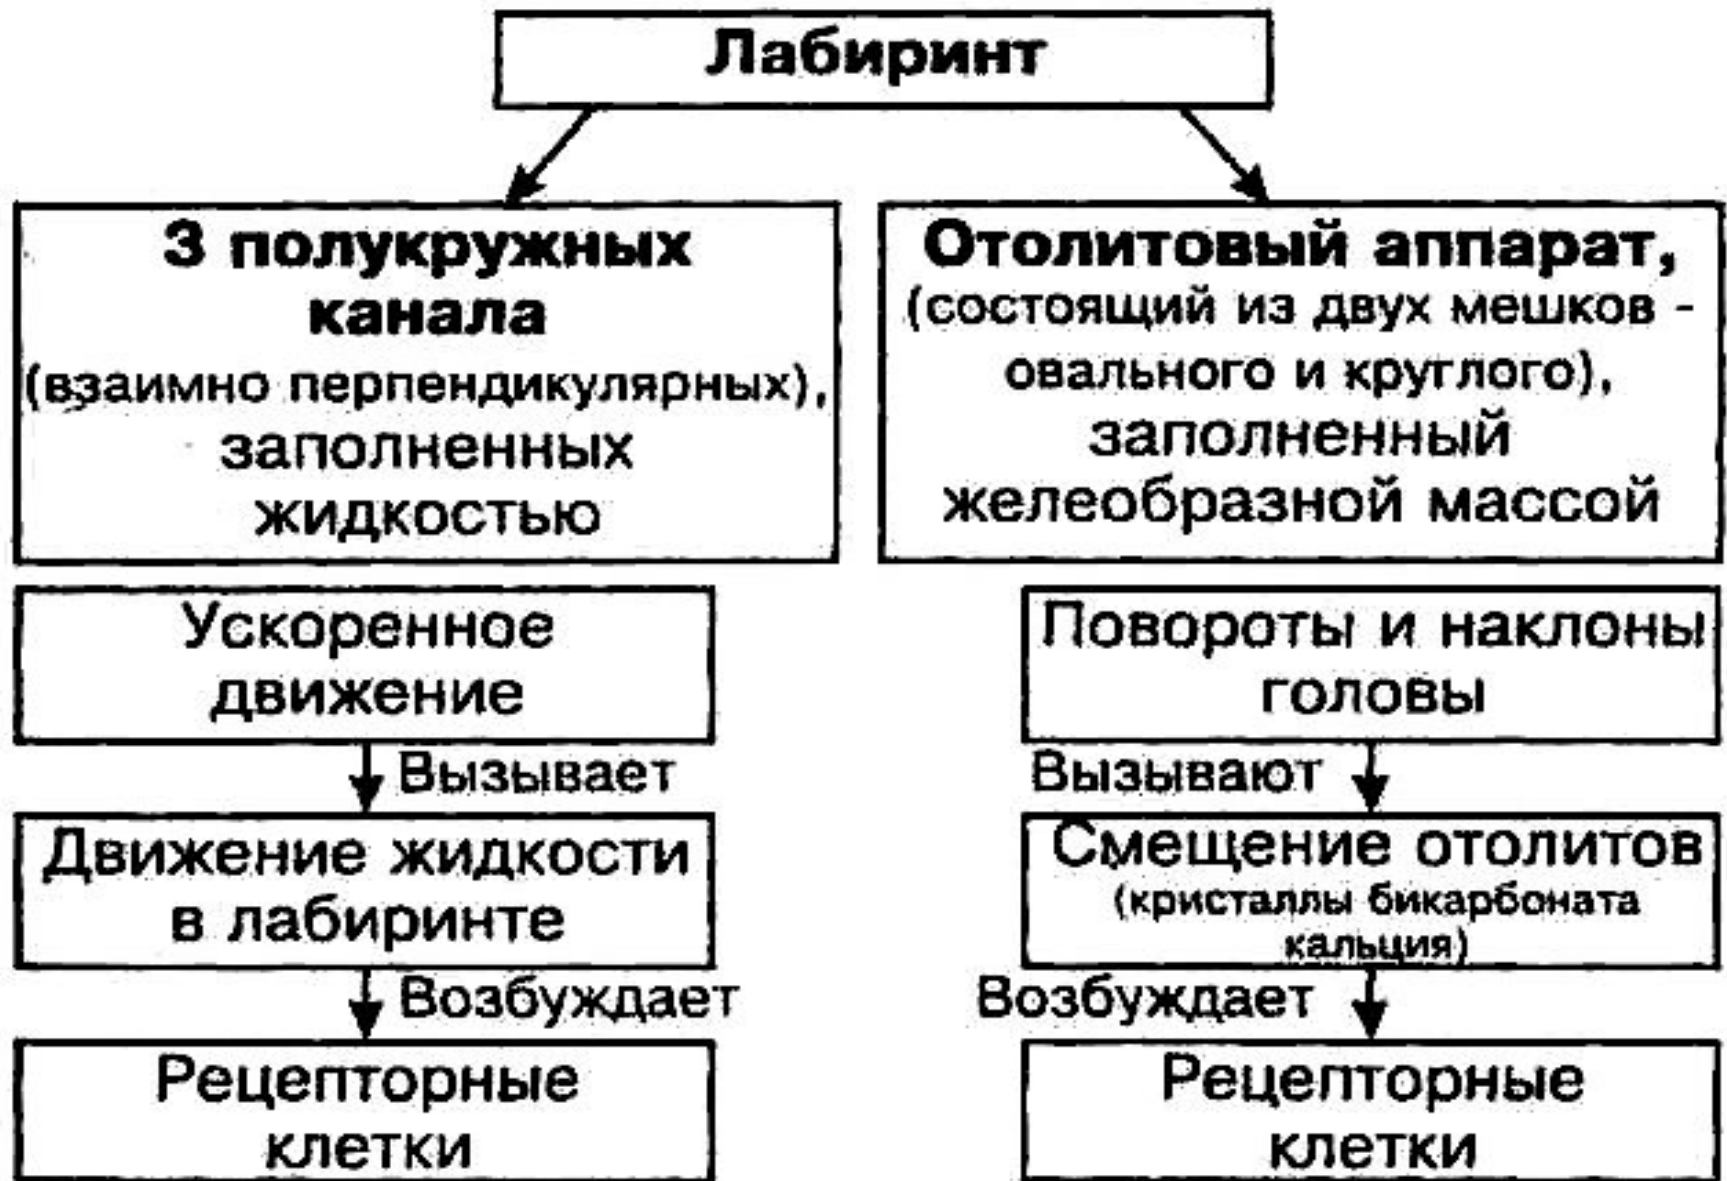 Лабиринт
3 полукружных
канала
(взаимно перпендикулярных),
заполненных
жидкостью
Отолитовый аппарат,
(состоящий из двух мешков -
овального и круглого),
заполненный
желеобразной массой
Ускоренное
движение
Вызывает
Движение жидкости
в лабиринте
Возбуждает
Рецепторные
клетки
Повороты и наклоны
головы
Вызывают
Смещение отолитов
(кристаллы бикарбоната
кальция)
Возбуждает
Рецепторные
клетки